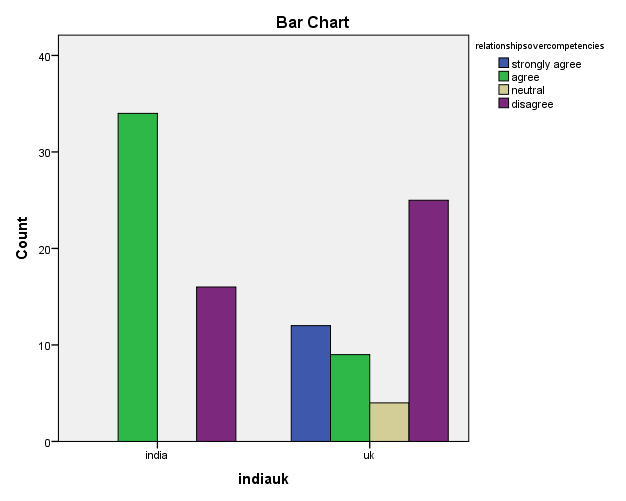 Bar Chart
relationshipsovercompetencies
strongly agree
agree
neutral
disagree
40
30
20
10
0
Count
india
uk
indiauk